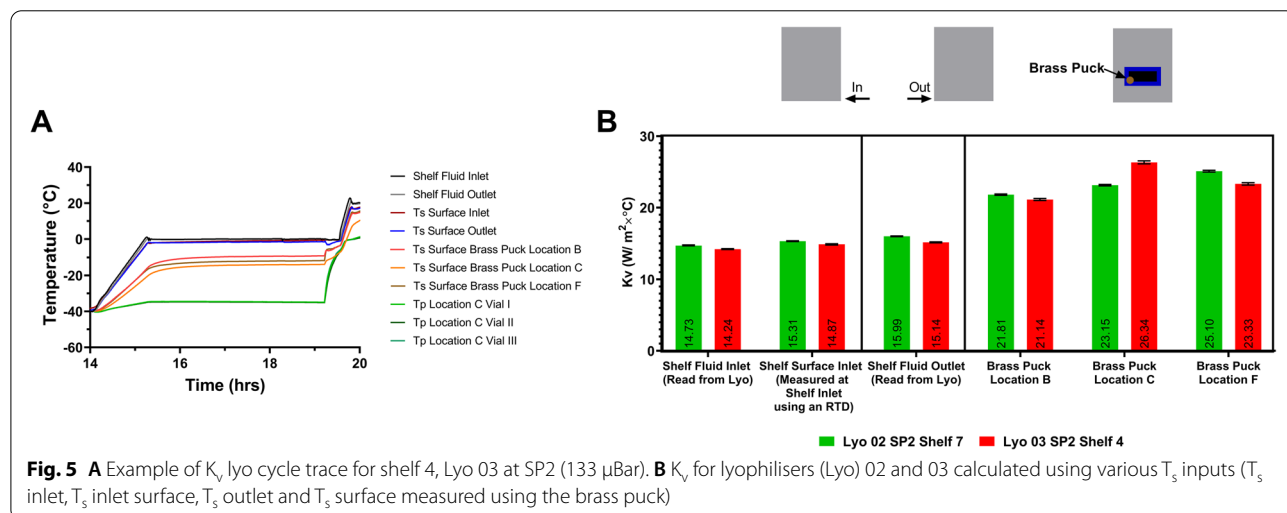 In
Out
Brass Puck
A
B
Temperature (°C)
40
20
0
-20
-40
-60
14
16
18
20
Time (hrs)
Shelf Fluid Inlet
Shelf Fluid Outlet
Ts Surface Inlet
Ts Surface Outlet
Ts Surface Brass Puck Location B
Ts Surface Brass Puck Location C
Ts Surface Brass Puck Location F
Tp Location C Vial I
Tp Location C Vial II
Tp Location C Vial III
Kv (W/ m²×°C)
30
20
10
0
14.73
14.24
15.31
14.87
15.99
15.14
21.81
21.14
23.15
26.34
25.10
23.33
Shelf Fluid Inlet
(Read from Lyo)
Shelf Surface Inlet
(Measured at
Shelf Inlet
using an RTD)
Shelf Fluid Outlet
(Read from Lyo)
Brass Puck
Location B
Brass Puck
Location C
Brass Puck
Location F
Lyo 02 SP2 Shelf 7
Lyo 03 SP2 Shelf 4
Fig. 5 A Example of Kv lyo cycle trace for shelf 4, Lyo 03 at SP2 (133 µBar). B Kv for lyophilisers (Lyo) 02 and 03 calculated using various Ts inputs (Ts
inlet, Ts inlet surface, Ts outlet and Ts surface measured using the brass puck)